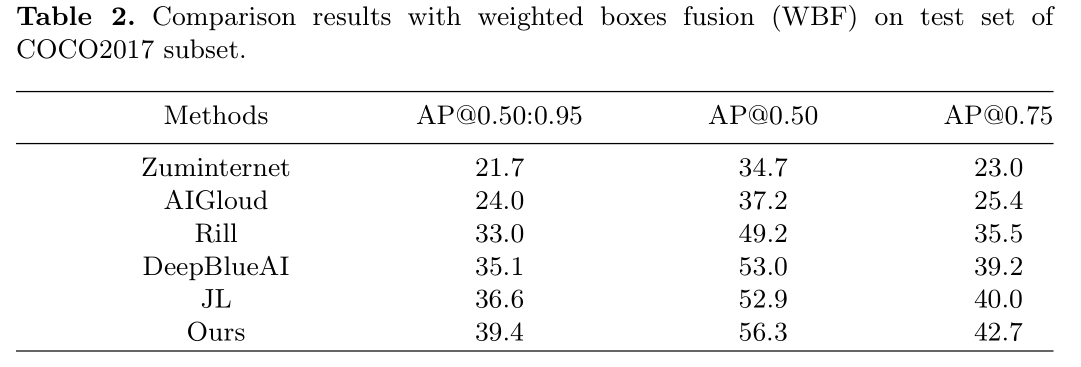 Table 2. Comparison results with weighted boxes fusion (WBF) on test set of
COCO2017 subset.
Methods AP@0.50:0.95 AP@0.50 AP@0.75
Zuminternet 21.7 34.7 23.0
AIGloud 24.0 37.2 25.4
Rill 33.0 49.2 35.5
DeepBlueAI 35.1 53.0 39.2
JL 36.6 52.9 40.0
Ours 39.4 56.3 42.7